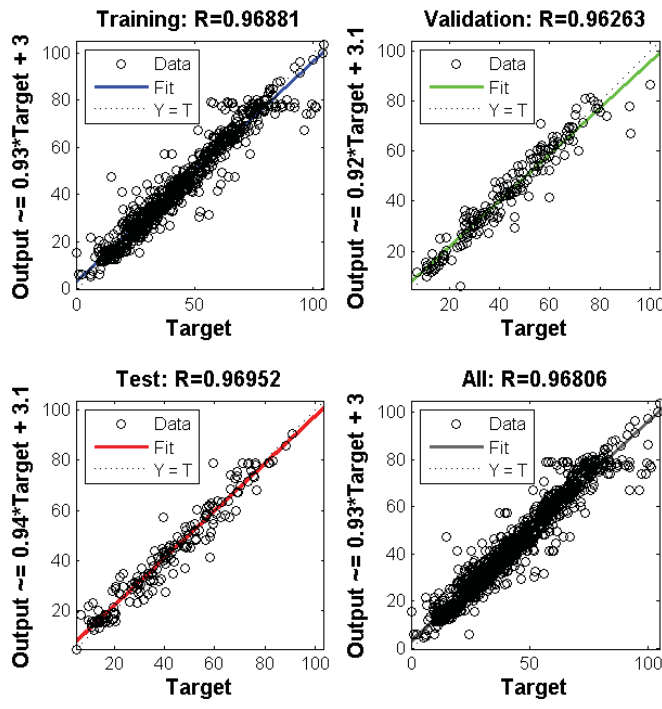 Training: R=0.96881
Output ~= 0.93*Target + 3
100
80
60
40
20
0
Data
Fit
Y = T
0
50
100
Target
Validation: R=0.96263
Output ~= 0.92*Target + 3.1
100
80
60
40
20
Data
Fit
Y = T
20
40
60
80
100
Target
Test: R=0.96952
Output ~= 0.94*Target + 3.1
100
80
60
40
20
Data
Fit
Y = T
20
40
60
80
100
Target
All: R=0.96806
Output ~= 0.93*Target + 3
100
80
60
40
20
0
Data
Fit
Y = T
0
50
100
Target